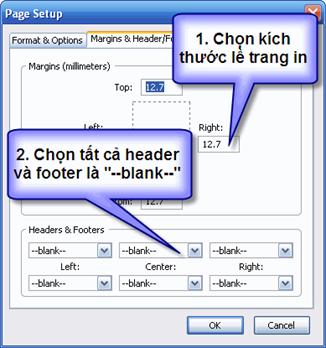 Page Setup
Format & Options
Margins & Header/Fo
Margins (millimeters)
1. Chọn kích
thước lề trang in
Top: 12.7
Left:
Right:
12.7
2. Chọn tất cả header
và footer là "--blank--"
12.7
Headers & Footers
--blank-- --blank-- --blank--
Left: Center: Right:
--blank-- --blank-- --blank--
OK Cancel